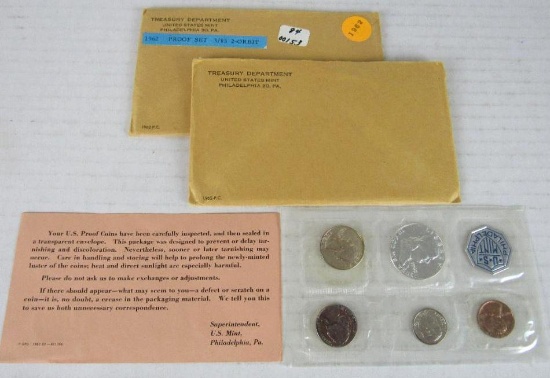 TREASURY DEPARTMENT
UNITED STATES MINT
PHILADELPHIA 30, PA.
1962 PROOF SET
1962
TREASURY DEPARTMENT
UNITED STATES MINT
PHILADELPHIA 30, PA.
Your U.S. Proof Coins have been carefully inspected, and then sealed in
a transparent envelope. This package was designed to prevent or delay tar-
nishing and discoloration. Nevertheless, sooner or later tarnishing may
occur. Care in handling and storing will help to prolong the newly-minted
luster of the coins; heat and direct sunlight are especially harmful.
Please do not ask us to make exchanges or adjustments.
If there should appear—what may seem to you—a defect or scratch on a
coin—it is, no doubt, a crease in the packaging material. We tell you this
to save us both unnecessary correspondence.
Superintendent,
U.S. Mint,
Philadelphia, Pa.